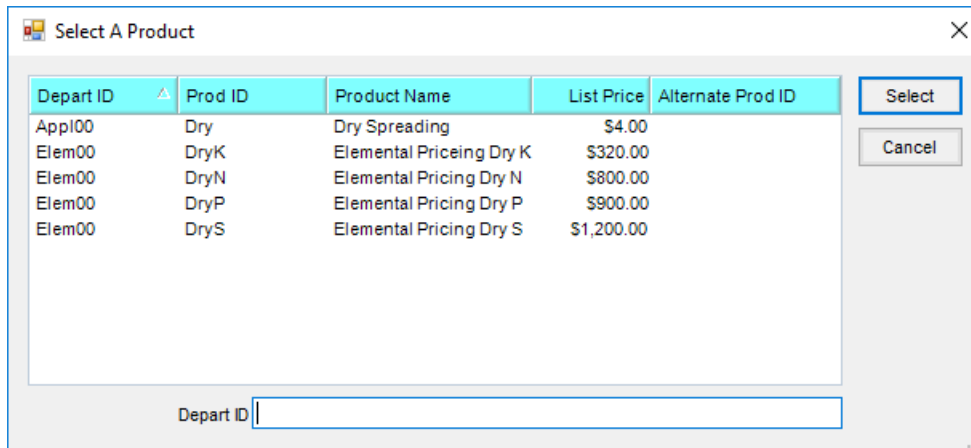 Select A Product
Depart ID Prod ID Product Name List Price Alternate Prod ID
Appl00 Dry Dry Spreading $4.00
Elem00 DryK Elemental Priceing Dry K $320.00
Elem00 DryN Elemental Pricing Dry N $800.00
Elem00 DryP Elemental Pricing Dry P $900.00
Elem00 DryS Elemental Pricing Dry S $1,200.00
Select
Cancel
Depart ID